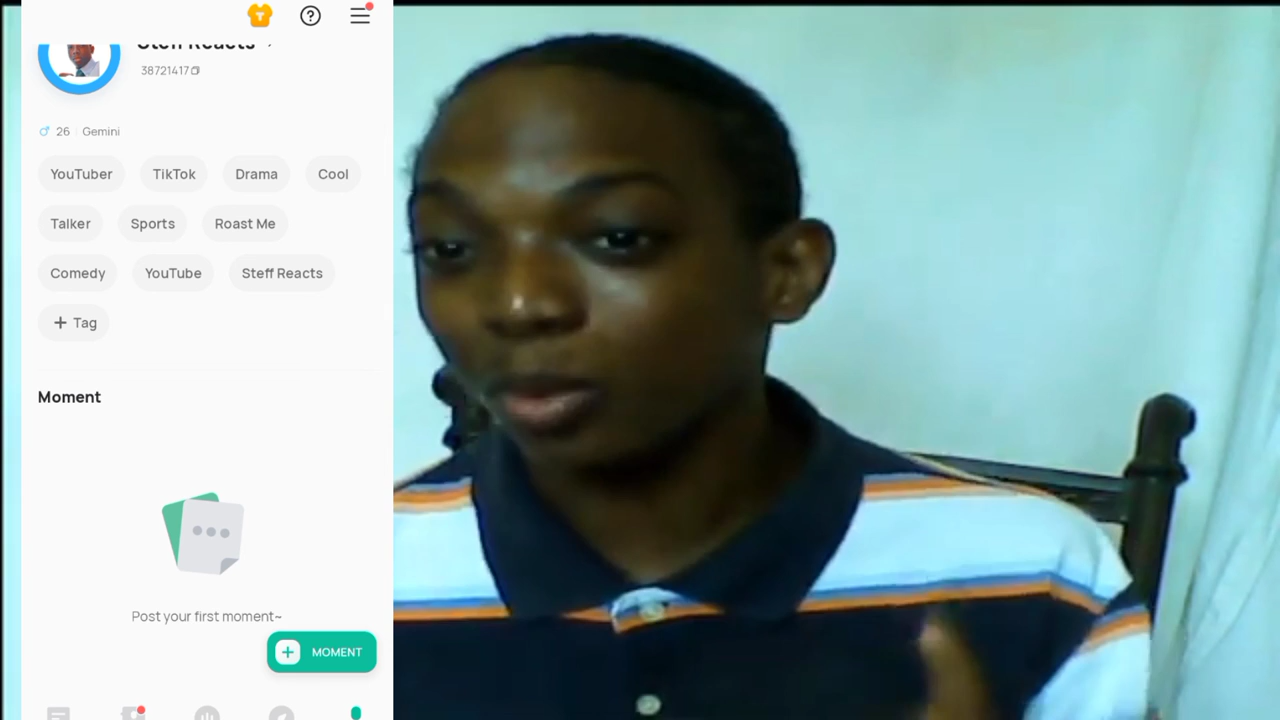 Steff Reacts
38721417
26 | Gemini
YouTuber TikTok Drama Cool
Talker Sports Roast Me
Comedy YouTube Steff Reacts
+ Tag
Moment
Post your first moment~
+ MOMENT